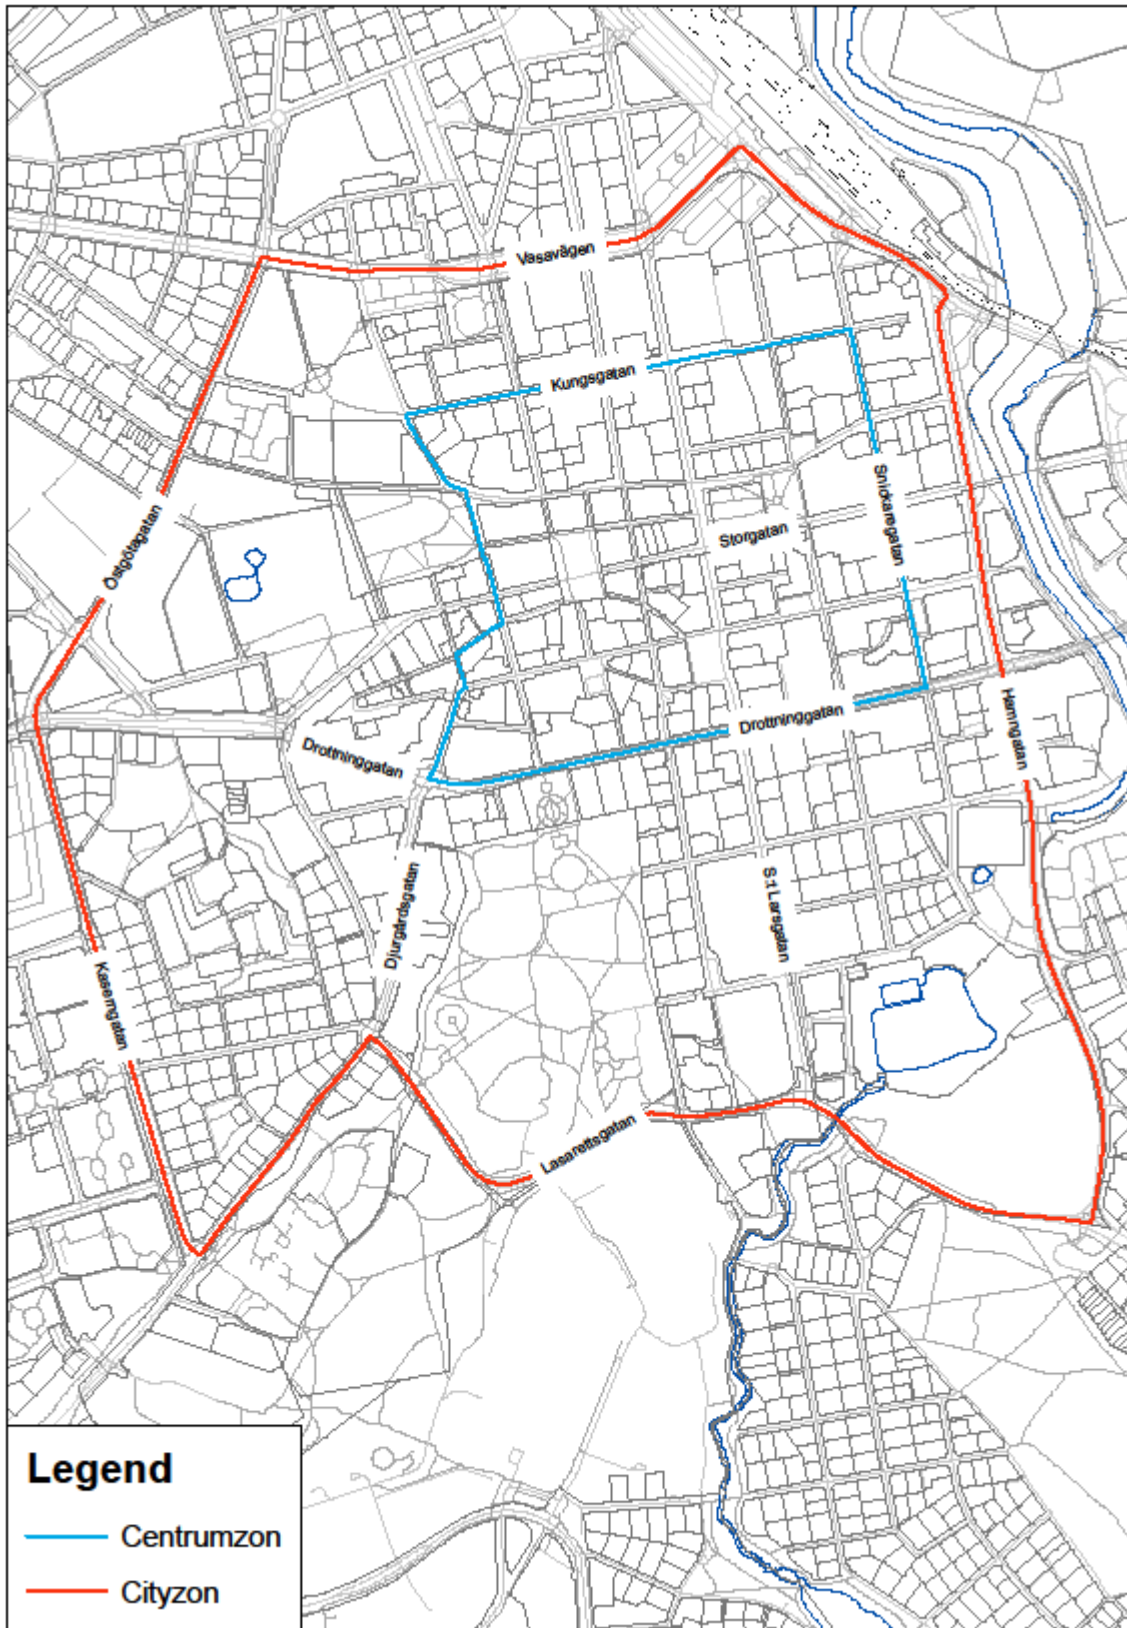 Vasavägen
Kungsgatan
Snickaregatan
Storgatan
Östgötagatan
Hamngatan
Drottninggatan
Drottninggatan
Djurgårdsgatan
S:t Larsgatan
Kaserngatan
Lasarettsgatan
Legend
Centrumzon
Cityzon